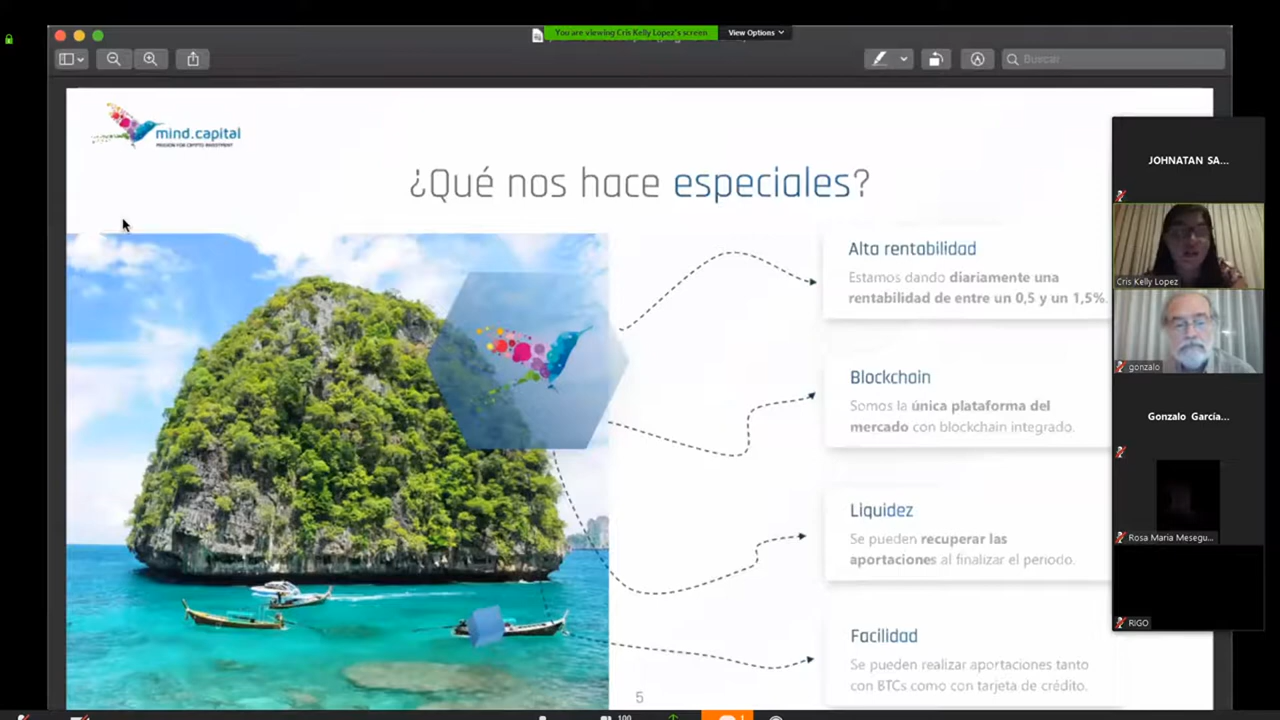 You are viewing Cris Kelly Lopez's screen
View Options
Buscar
mind.capital
PASSION FOR CRYPTO INVESTMENT
¿Qué nos hace especiales?
Alta rentabilidad
Estamos dando diariamente una
rentabilidad de entre un 0,5 y un 1,5%.
Blockchain
Somos la única plataforma del
mercado con blockchain integrado.
Liquidez
Se pueden recuperar las
aportaciones al finalizar el periodo.
Facilidad
Se pueden realizar aportaciones tanto
con BTCs como con tarjeta de crédito.
5
JOHNATAN SA...
Cris Kelly Lopez
gonzalo
Gonzalo García...
Rosa Maria Mesegu...
RIGO
100
1